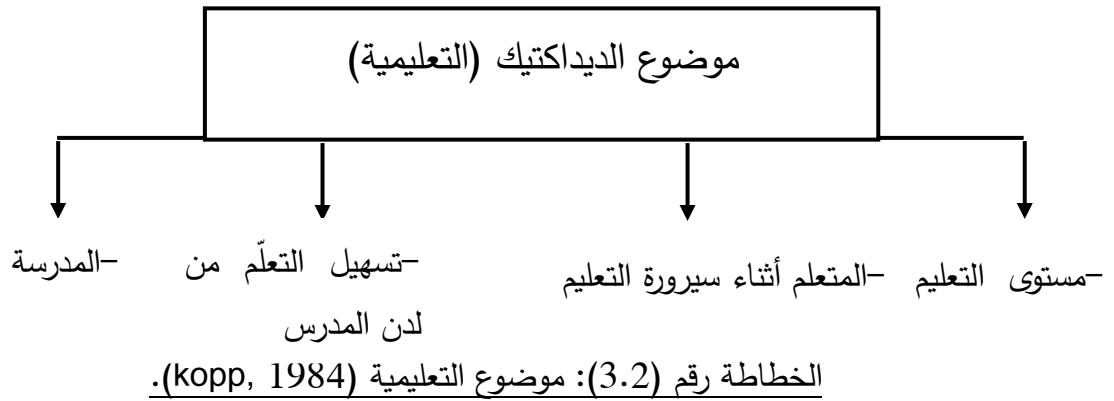 موضوع الديداكتيك (التعليمية)
–مستوى التعليم –المتعلم أثناء سيرورة التعليم –تسهيل التعلّم من –المدرسة
لدن المدرس
الخطاطة رقم (3.2): موضوع التعليمية (kopp, 1984).